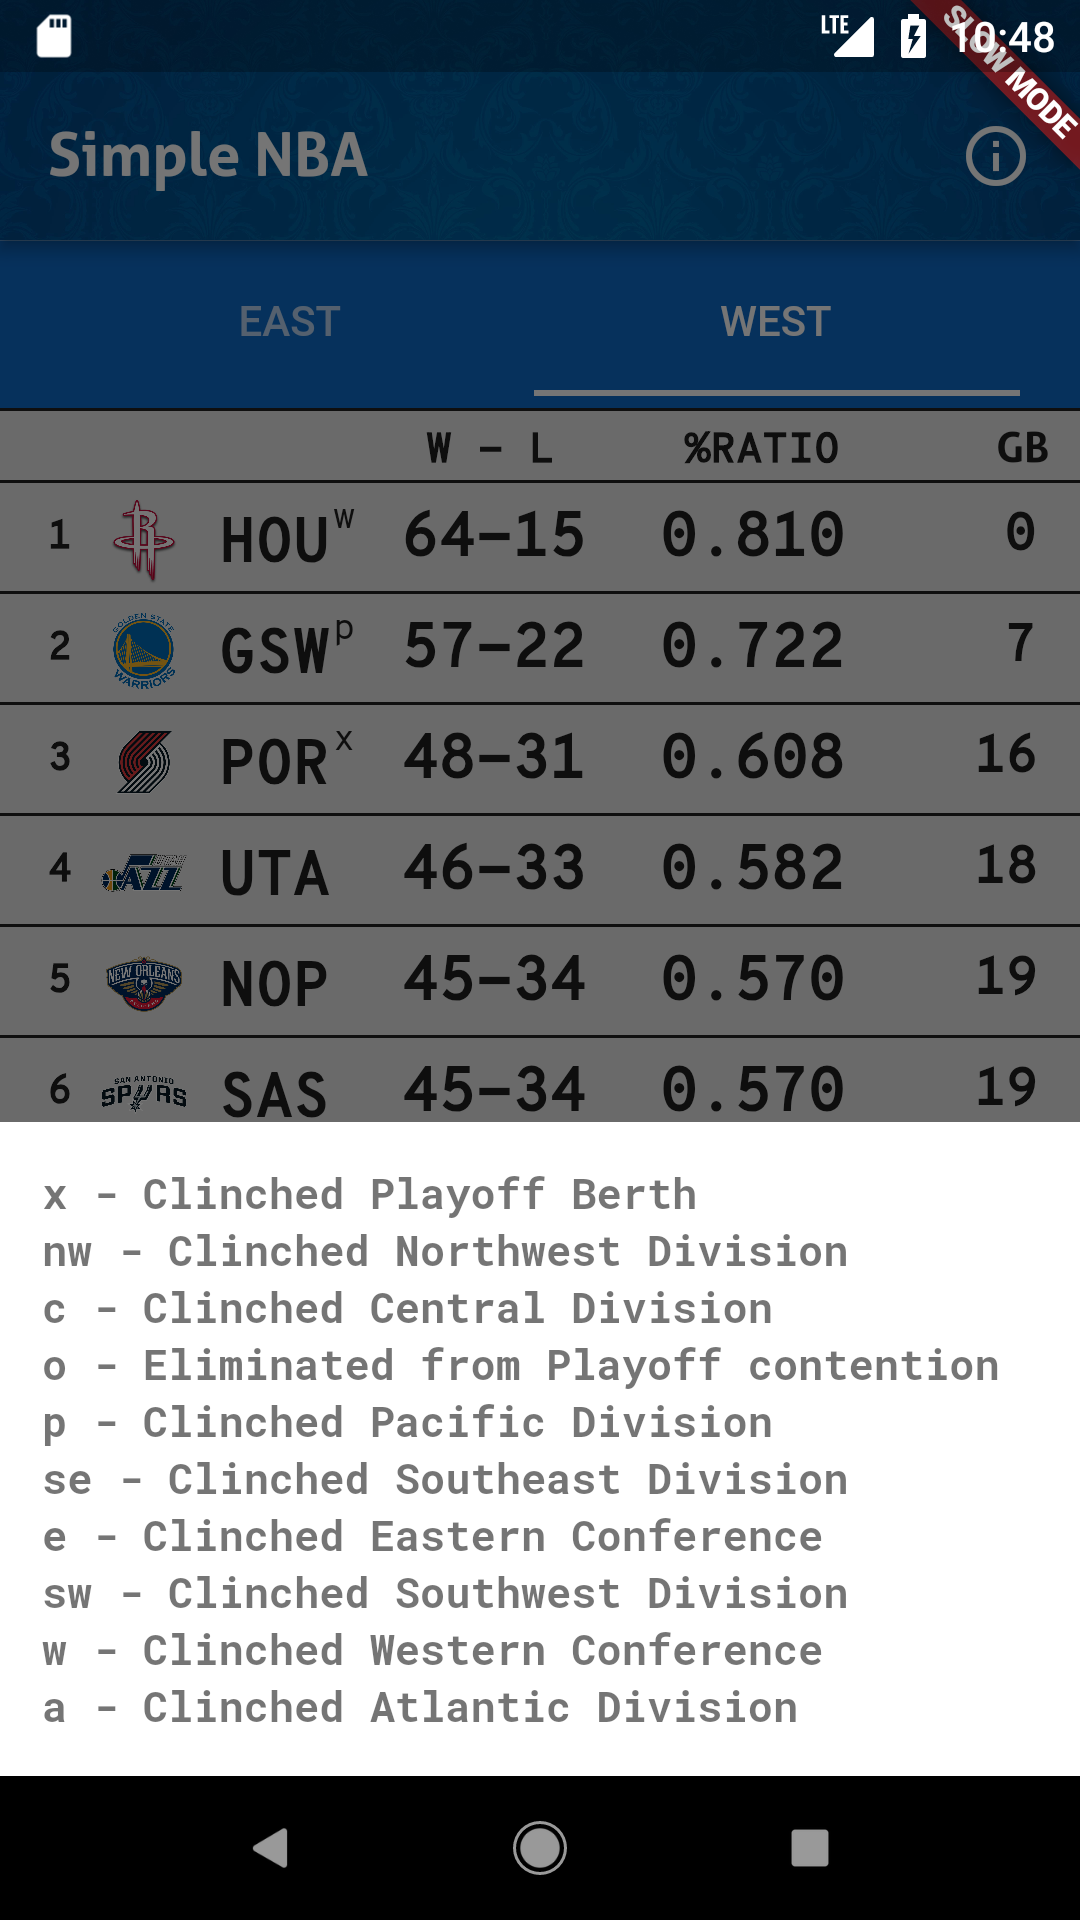 LTE 10:48
SLOW MODE
Simple NBA
EAST WEST
W - L %RATIO GB
1 HOU w 64-15 0.810 0
GOLDEN STATE
WARRIORS
2 GSW p 57-22 0.722 7
3 POR x 48-31 0.608 16
JAZZ
4 UTA 46-33 0.582 18
NEW ORLEANS
5 NOP 45-34 0.570 19
SAN ANTONIO
SPURS
6 SAS 45-34 0.570 19
x - Clinched Playoff Berth
nw - Clinched Northwest Division
c - Clinched Central Division
o - Eliminated from Playoff contention
p - Clinched Pacific Division
se - Clinched Southeast Division
e - Clinched Eastern Conference
sw - Clinched Southwest Division
w - Clinched Western Conference
a - Clinched Atlantic Division